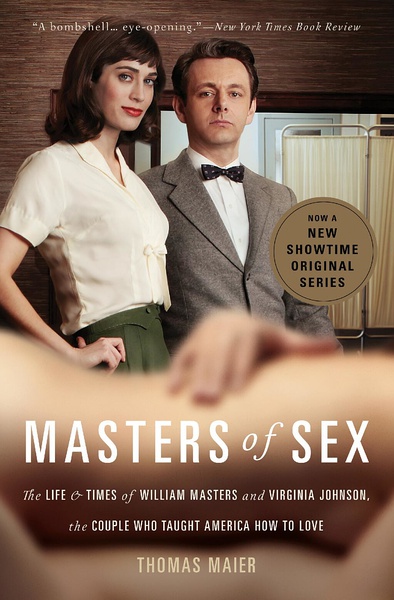 “A bombshell... eye-opening.”—New York Times Book Review
NOW A
NEW
SHOWTIME
ORIGINAL
SERIES
MASTERS of SEX
The LIFE & TIMES of WILLIAM MASTERS and VIRGINIA JOHNSON,
the COUPLE WHO TAUGHT AMERICA HOW TO LOVE
THOMAS MAIER